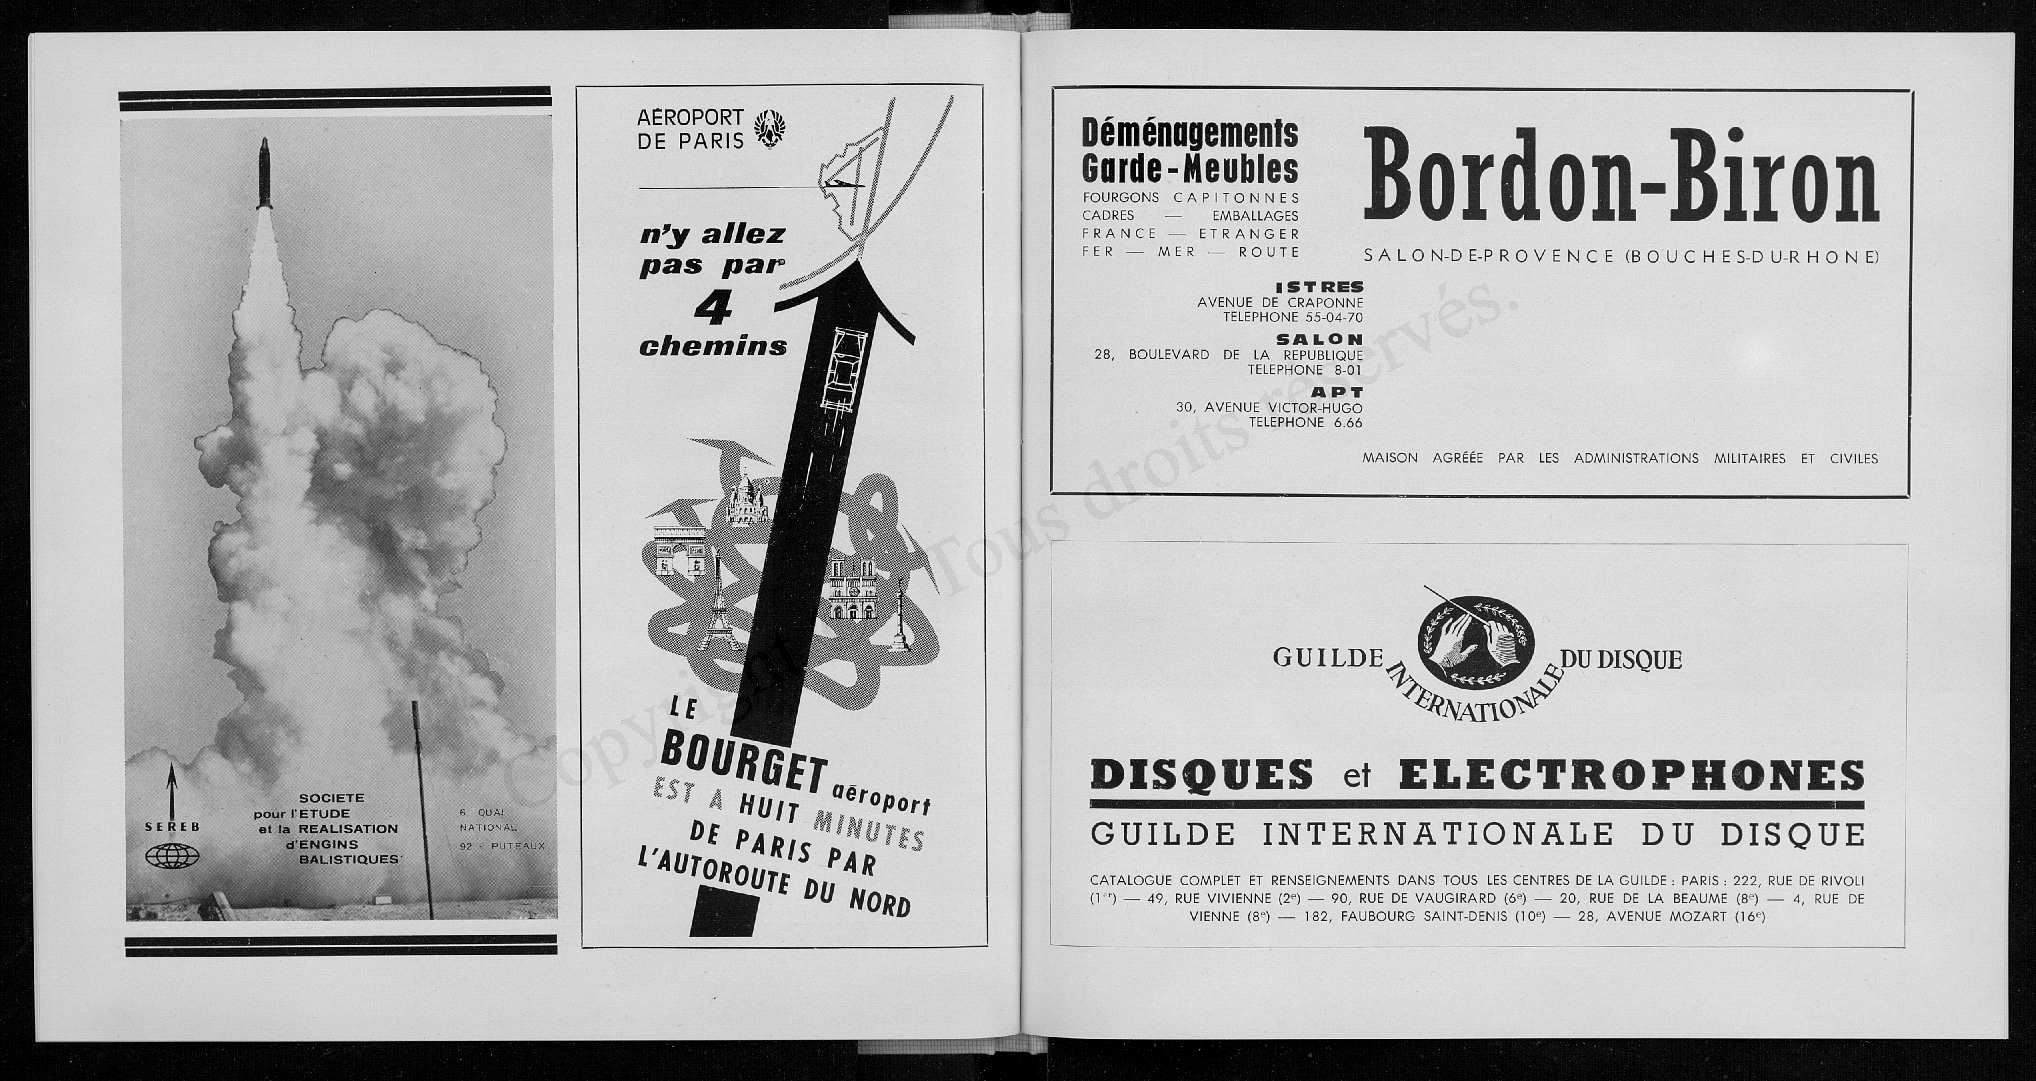 SEREB
SOCIETE
pour l'ETUDE
et la REALISATION
d'ENGINS
BALISTIQUES
6, QUAI
NATIONAL
92 - PUTEAUX
AÉROPORT
DE PARIS
n'y allez
pas par
4
chemins
LE
BOURGET aéroport
EST A HUIT MINUTES
DE PARIS PAR
L'AUTOROUTE DU NORD
Déménagements
Garde-Meubles
FOURGONS CAPITONNES
CADRES — EMBALLAGES
FRANCE — ETRANGER
FER — MER — ROUTE
Bordon-Biron
SALON-DE-PROVENCE (BOUCHES-DU-RHONE)
ISTRES
AVENUE DE CRAPONNE
TELEPHONE 55-04-70
SALON
28, BOULEVARD DE LA REPUBLIQUE
TELEPHONE 8-01
APT
30, AVENUE VICTOR-HUGO
TELEPHONE 6.66
MAISON AGRÉÉE PAR LES ADMINISTRATIONS MILITAIRES ET CIVILES
GUILDE INTERNATIONALE DU DISQUE
DISQUES et ELECTROPHONES
GUILDE INTERNATIONALE DU DISQUE
CATALOGUE COMPLET ET RENSEIGNEMENTS DANS TOUS LES CENTRES DE LA GUILDE : PARIS : 222, RUE DE RIVOLI
(1er) — 49, RUE VIVIENNE (2e) — 90, RUE DE VAUGIRARD (6e) — 20, RUE DE LA BEAUME (8e) — 4, RUE DE
VIENNE (8e) — 182, FAUBOURG SAINT-DENIS (10e) — 28, AVENUE MOZART (16e)
Copyright Tous droits réservés.